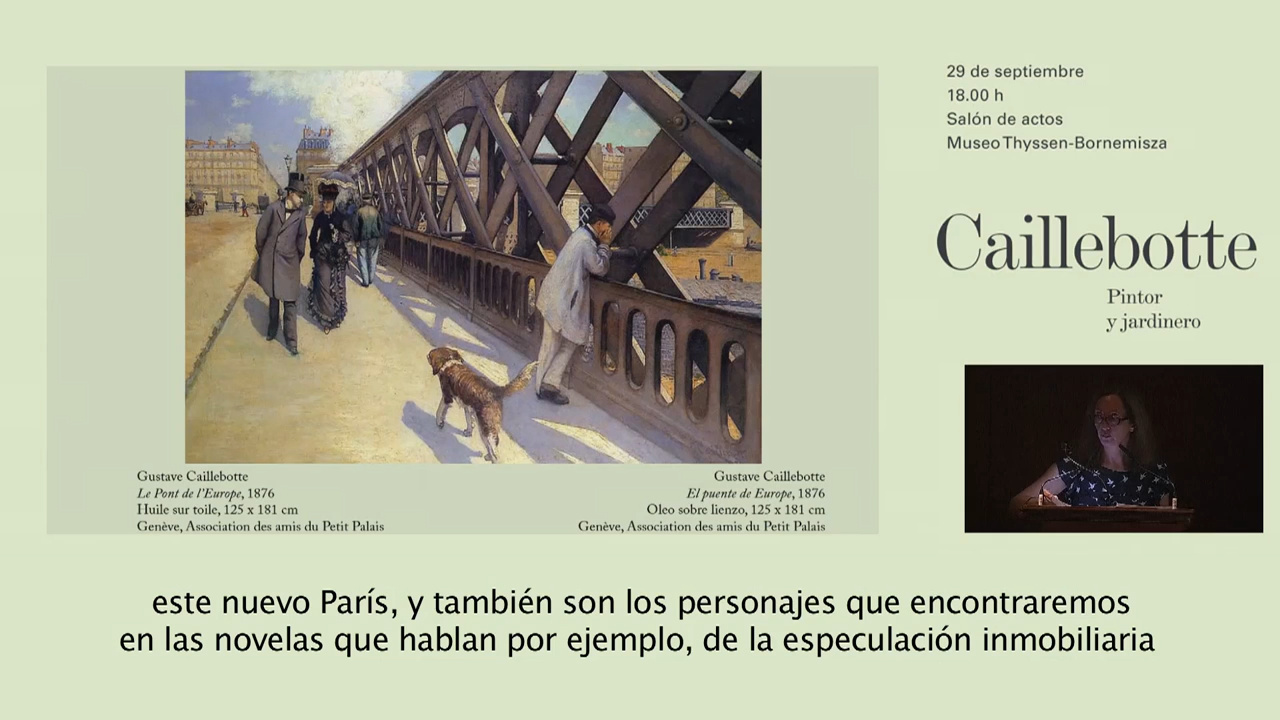 29 de septiembre
18.00 h
Salón de actos
Museo Thyssen-Bornemisza
Caillebotte
Pintor
y jardinero
Gustave Caillebotte
Le Pont de l'Europe, 1876
Huile sur toile, 125 x 181 cm
Genève, Association des amis du Petit Palais
Gustave Caillebotte
El puente de Europe, 1876
Oleo sobre lienzo, 125 x 181 cm
Genève, Association des amis du Petit Palais
este nuevo París, y también son los personajes que encontraremos
en las novelas que hablan por ejemplo, de la especulación inmobiliaria